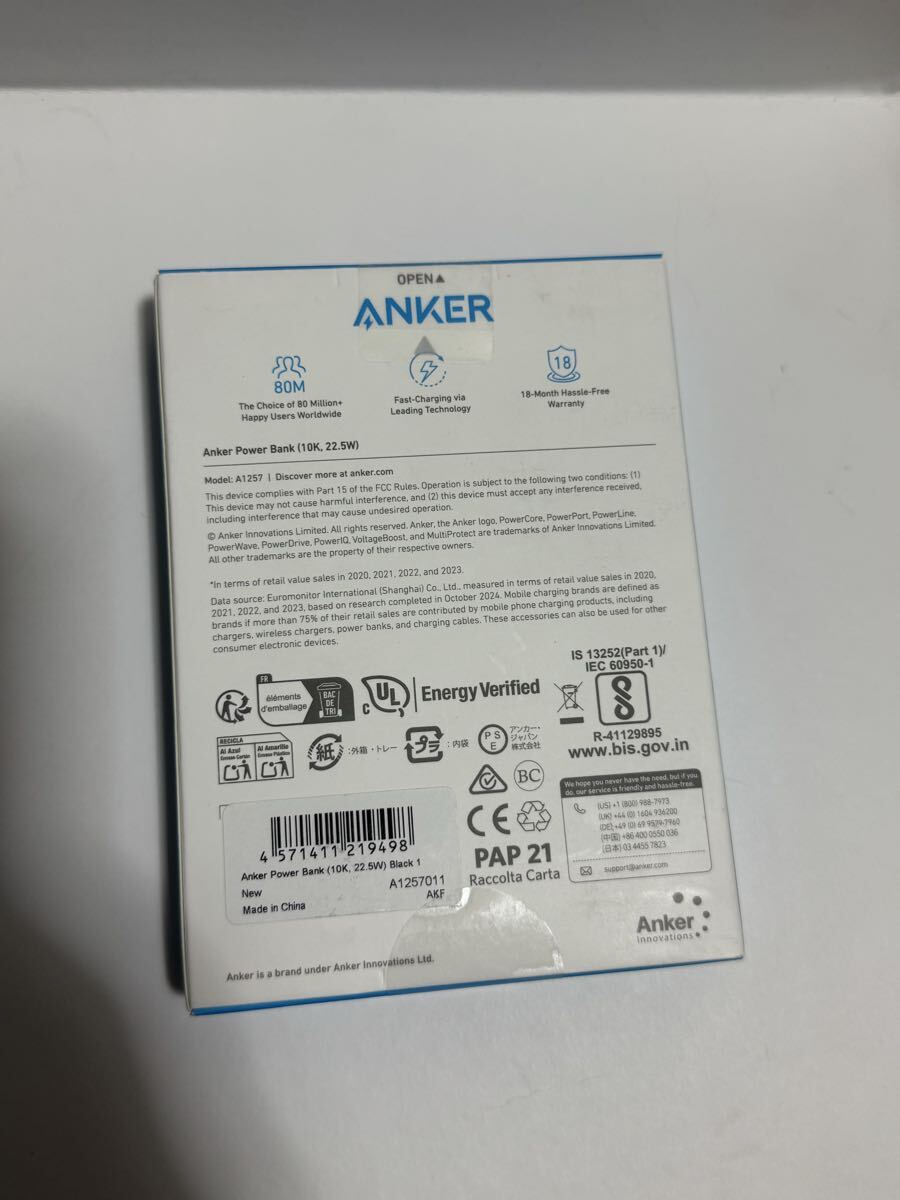 OPEN▲
ANKER
80M
The Choice of 80 Million+
Happy Users Worldwide
Fast-Charging via
Leading Technology
18
18-Month Hassle-Free
Warranty
Anker Power Bank (10K, 22.5W)
Model: A1257 | Discover more at anker.com
This device complies with Part 15 of the FCC Rules. Operation is subject to the following two conditions: (1)
This device may not cause harmful interference, and (2) this device must accept any interference received,
including interference that may cause undesired operation.
© Anker Innovations Limited. All rights reserved. Anker, the Anker logo, PowerCore, PowerPort, PowerLine,
PowerWave, PowerDrive, PowerIQ, VoltageBoost, and MultiProtect are trademarks of Anker Innovations Limited.
All other trademarks are the property of their respective owners.
*In terms of retail value sales in 2020, 2021, 2022, and 2023.
Data source: Euromonitor International (Shanghai) Co., Ltd., measured in terms of retail value sales in 2020,
2021, 2022, and 2023, based on research completed in October 2024. Mobile charging brands are defined as
brands if more than 75% of their retail sales are contributed by mobile phone charging products, including
chargers, wireless chargers, power banks, and charging cables. These accessories can also be used for other
consumer electronic devices.
FR
éléments
d'emballage
BAC
DE
TRI
C UL
Energy Verified
IS 13252(Part 1)/
IEC 60950-1
R-41129895
www.bis.gov.in
RECICLA
Al Azul
Envase Cartón
Al Amarillo
Envase Plástico
紙
:外箱・トレー
プラ
:内袋
PSE
アンカー・
ジャパン
株式会社
BC
CE
PAP 21
Raccolta Carta
We hope you never have the need, but if you
do, our service is friendly and hassle-free.
(US) +1 (800) 988-7973
(UK) +44 (0) 1604 936200
(DE) +49 (0) 69 9579-7960
(中国) +86 400 0550 036
(日本) 03 4455 7823
support@anker.com
4 571411 219498
Anker Power Bank (10K, 22.5W) Black 1
New
A1257011
Made in China
AKF
Anker
Innovations
Anker is a brand under Anker Innovations Ltd.